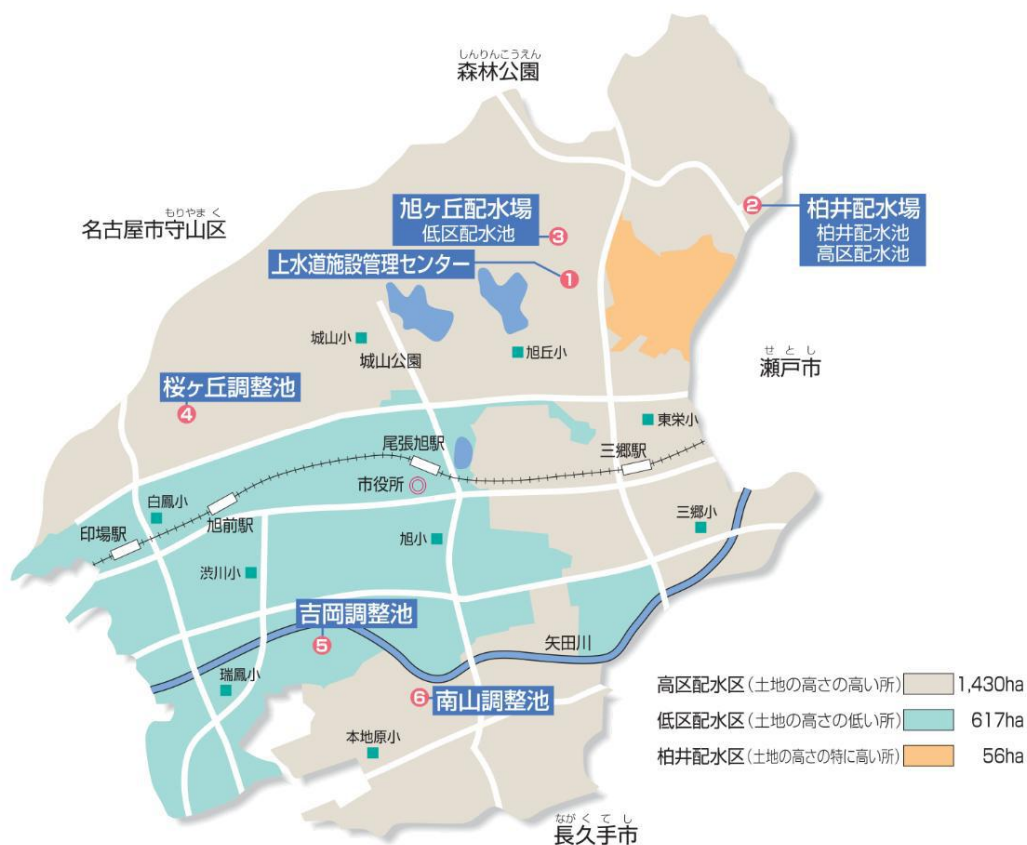 しんりんこうえん
森林公園
もりやまく
名古屋市守山区
旭ヶ丘配水場
低区配水池
3
2
柏井配水場
柏井配水池
高区配水池
上水道施設管理センター
1
城山小
城山公園
旭丘小
せとし
瀬戸市
桜ヶ丘調整池
4
東栄小
尾張旭駅
三郷駅
市役所
白鳳小
旭前駅
印場駅
三郷小
旭小
渋川小
吉岡調整池
5
矢田川
瑞鳳小
6
南山調整池
本地原小
高区配水区(土地の高さの高い所) 1,430ha
低区配水区(土地の高さの低い所) 617ha
柏井配水区(土地の高さの特に高い所) 56ha
ながくてし
長久手市